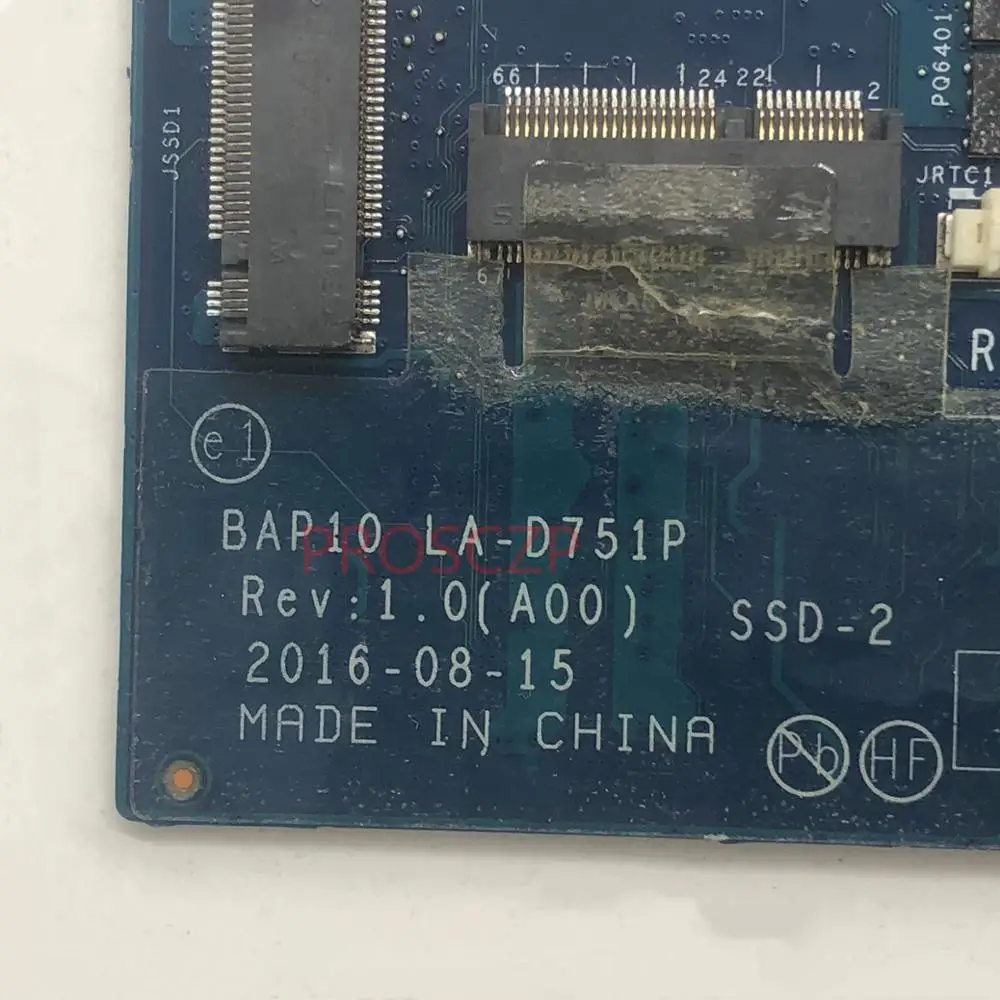 66 24 22 2
PQ6401
JSSD1
JRTC1
6
R
e1
BAP10 LA-D751P
PROSCZP
Rev:1.0(A00)
SSD-2
2016-08-15
MADE IN CHINA
Pb HF